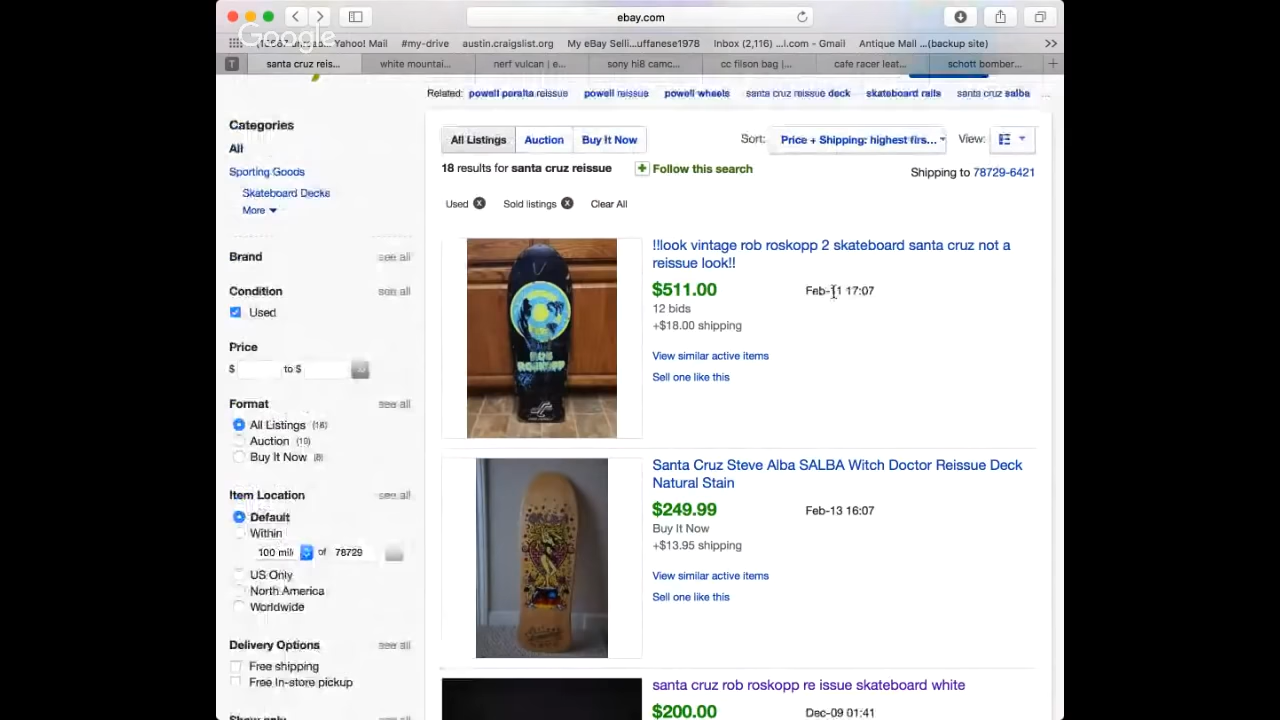 ebay.com
Google
Yahoo! Mail
#my-drive
austin.craigslist.org
My eBay Selli...uffanese1978
Inbox (2,116) ...i.com - Gmail
Antique Mall ...(backup site)
santa cruz reis...
white mountai...
nerf vulcan | e...
sony hi8 camc...
cc filson bag |...
cafe racer leat...
schott bomber...
Related: powell peralta reissue powell reissue powell wheels santa cruz reissue deck skateboard rails santa cruz salba ...
Categories
All
Sporting Goods
Skateboard Decks
More
Brand see all
Condition see all
Used
Price
$ to $
Format see all
All Listings (18)
Auction (10)
Buy It Now (8)
Item Location see all
Default
Within
100 mil of 78729
US Only
North America
Worldwide
Delivery Options see all
Free shipping
Free In-store pickup
Show only
All Listings Auction Buy It Now
Sort: Price + Shipping: highest firs... View:
18 results for santa cruz reissue
Follow this search
Shipping to 78729-6421
Used Sold listings Clear All
!!look vintage rob roskopp 2 skateboard santa cruz not a
reissue look!!
$511.00 Feb-11 17:07
12 bids
+$18.00 shipping
View similar active items
Sell one like this
ROB
ROSKOPP
Santa Cruz Steve Alba SALBA Witch Doctor Reissue Deck
Natural Stain
$249.99 Feb-13 16:07
Buy It Now
+$13.95 shipping
View similar active items
Sell one like this
santa cruz rob roskopp re issue skateboard white
$200.00 Dec-09 01:41